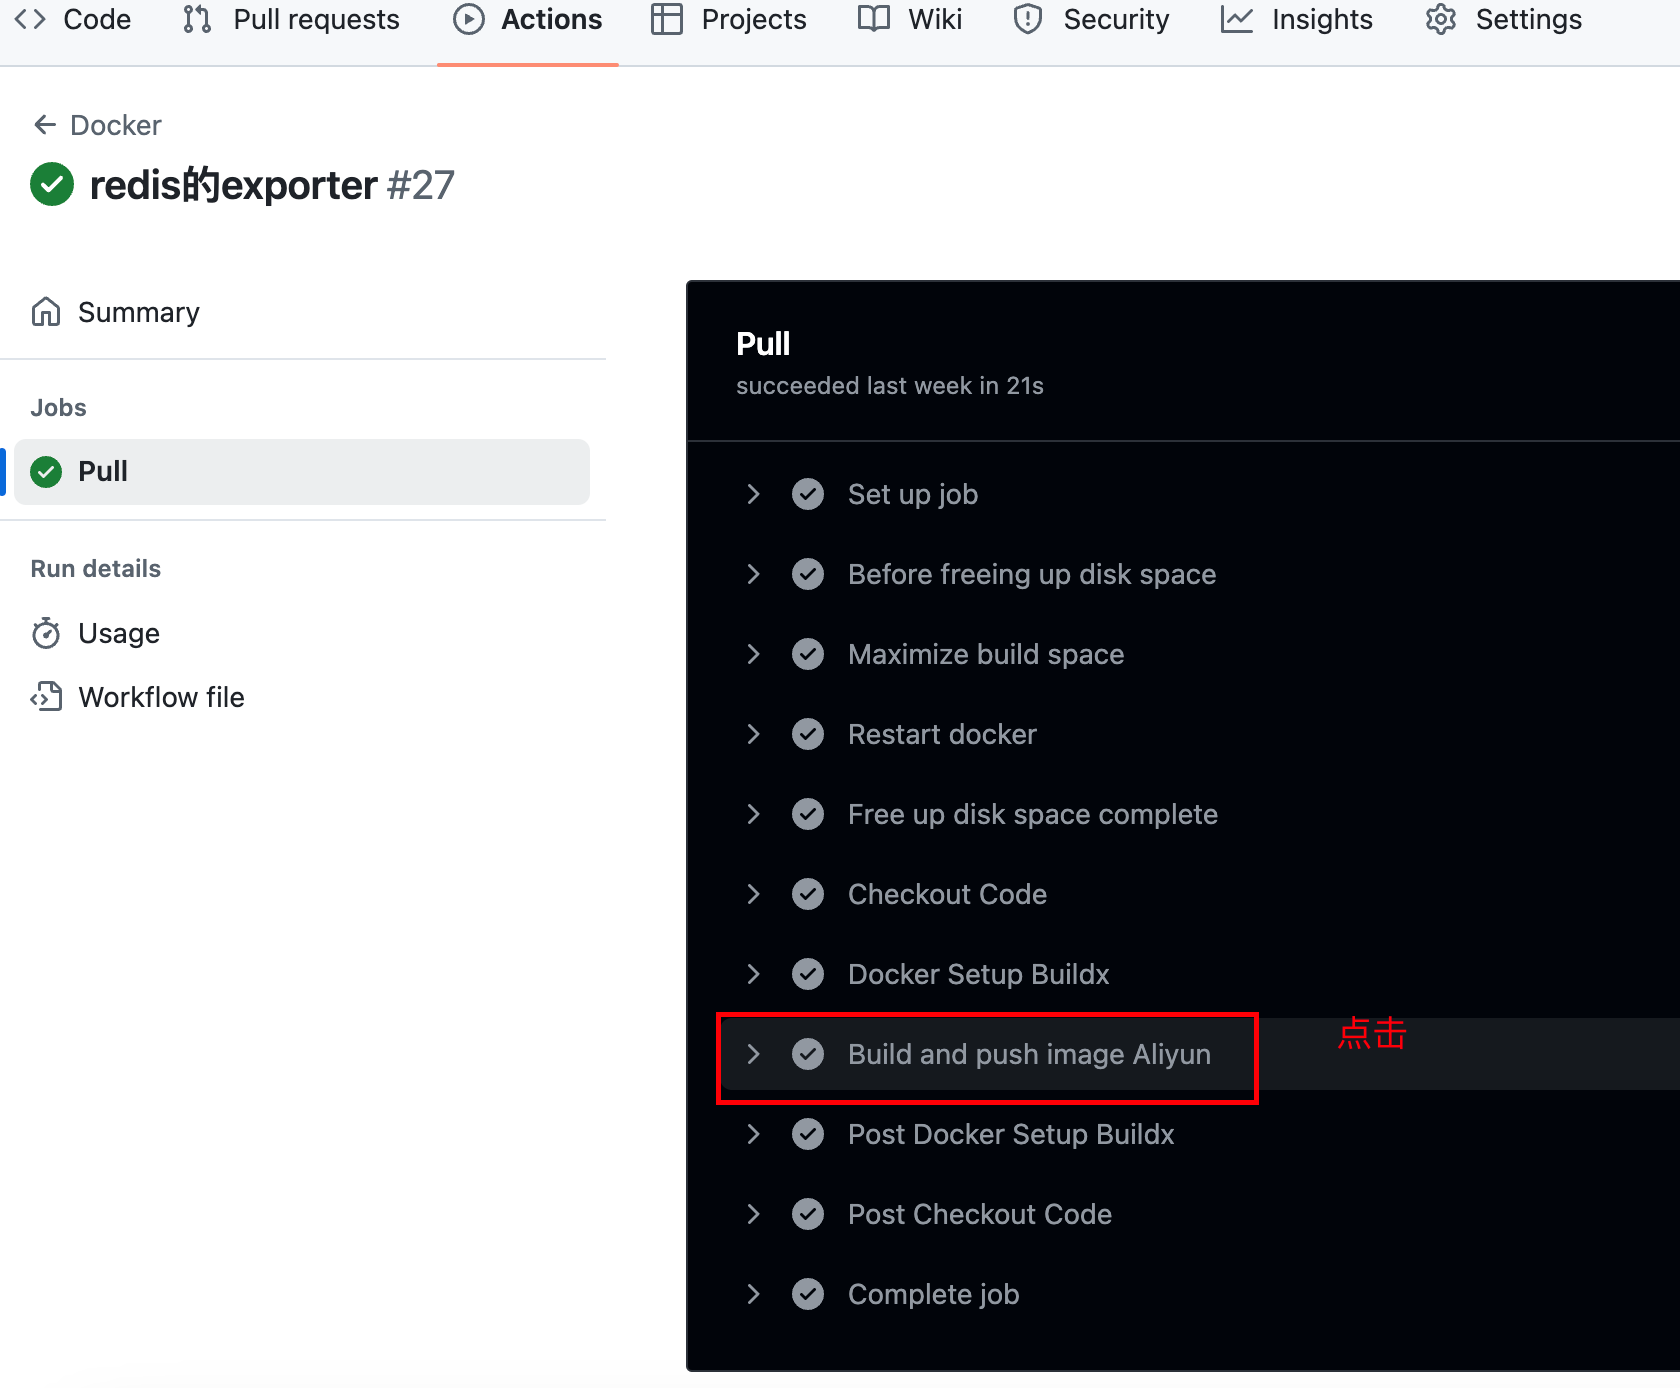 Code Pull requests Actions Projects Wiki Security Insights Settings
Docker
redis的exporter #27
Summary
Jobs
Pull
Run details
Usage
Workflow file
Pull
succeeded last week in 21s
Set up job
Before freeing up disk space
Maximize build space
Restart docker
Free up disk space complete
Checkout Code
Docker Setup Buildx
Build and push image Aliyun
点击
Post Docker Setup Buildx
Post Checkout Code
Complete job